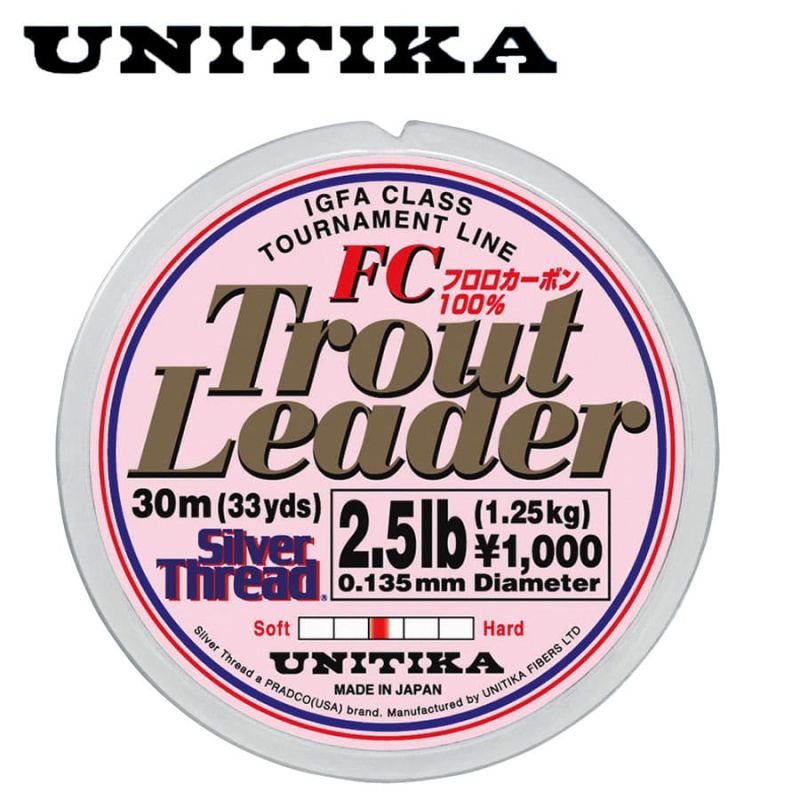 UNITIKA
IGFA CLASS
TOURNAMENT LINE
FC フロロカーボン
100%
Trout
Leader
30m (33yds)
2.5lb (1.25kg)
¥1,000
Silver
Thread®
0.135mm Diameter
Soft Hard
UNITIKA
MADE IN JAPAN
Silver Thread a PRADCO(USA) brand. Manufactured by UNITIKA FIBERS LTD